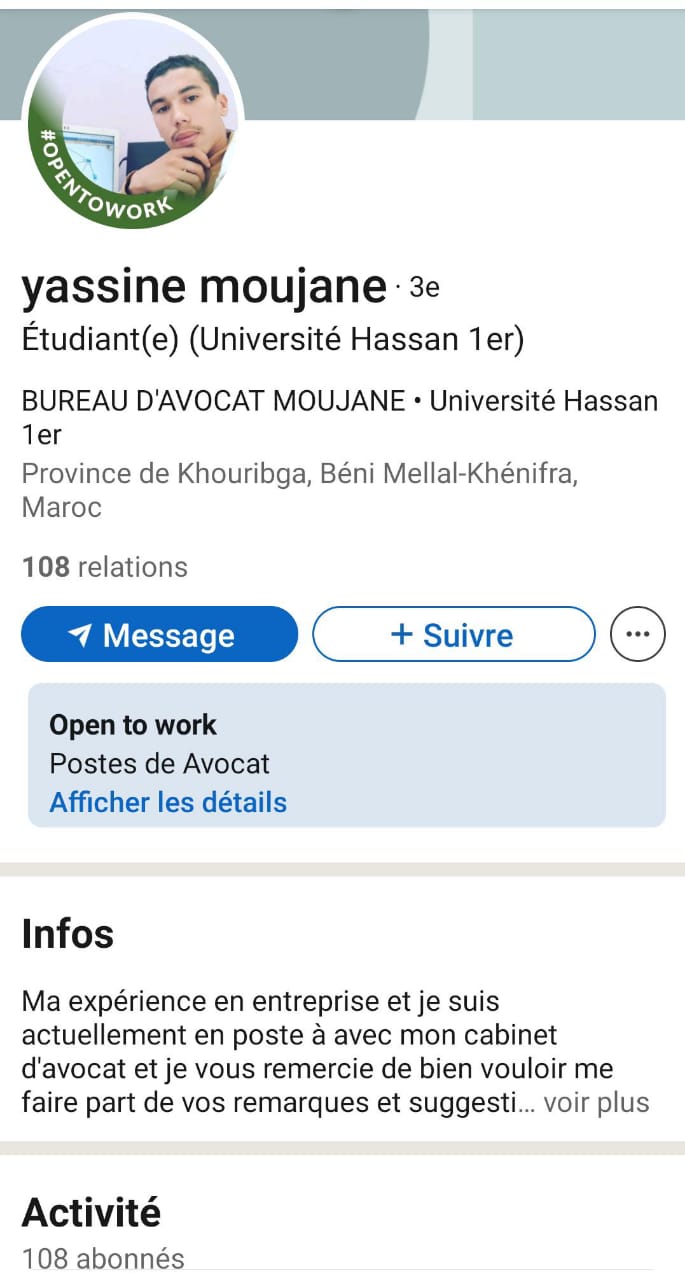 #OPENTOWORK
yassine moujane · 3e
Étudiant(e) (Université Hassan 1er)
BUREAU D'AVOCAT MOUJANE • Université Hassan
1er
Province de Khouribga, Béni Mellal-Khénifra,
Maroc
108 relations
Message
+ Suivre
Open to work
Postes de Avocat
Afficher les détails
Infos
Ma expérience en entreprise et je suis
actuellement en poste à avec mon cabinet
d'avocat et je vous remercie de bien vouloir me
faire part de vos remarques et suggesti... voir plus
Activité
108 abonnés